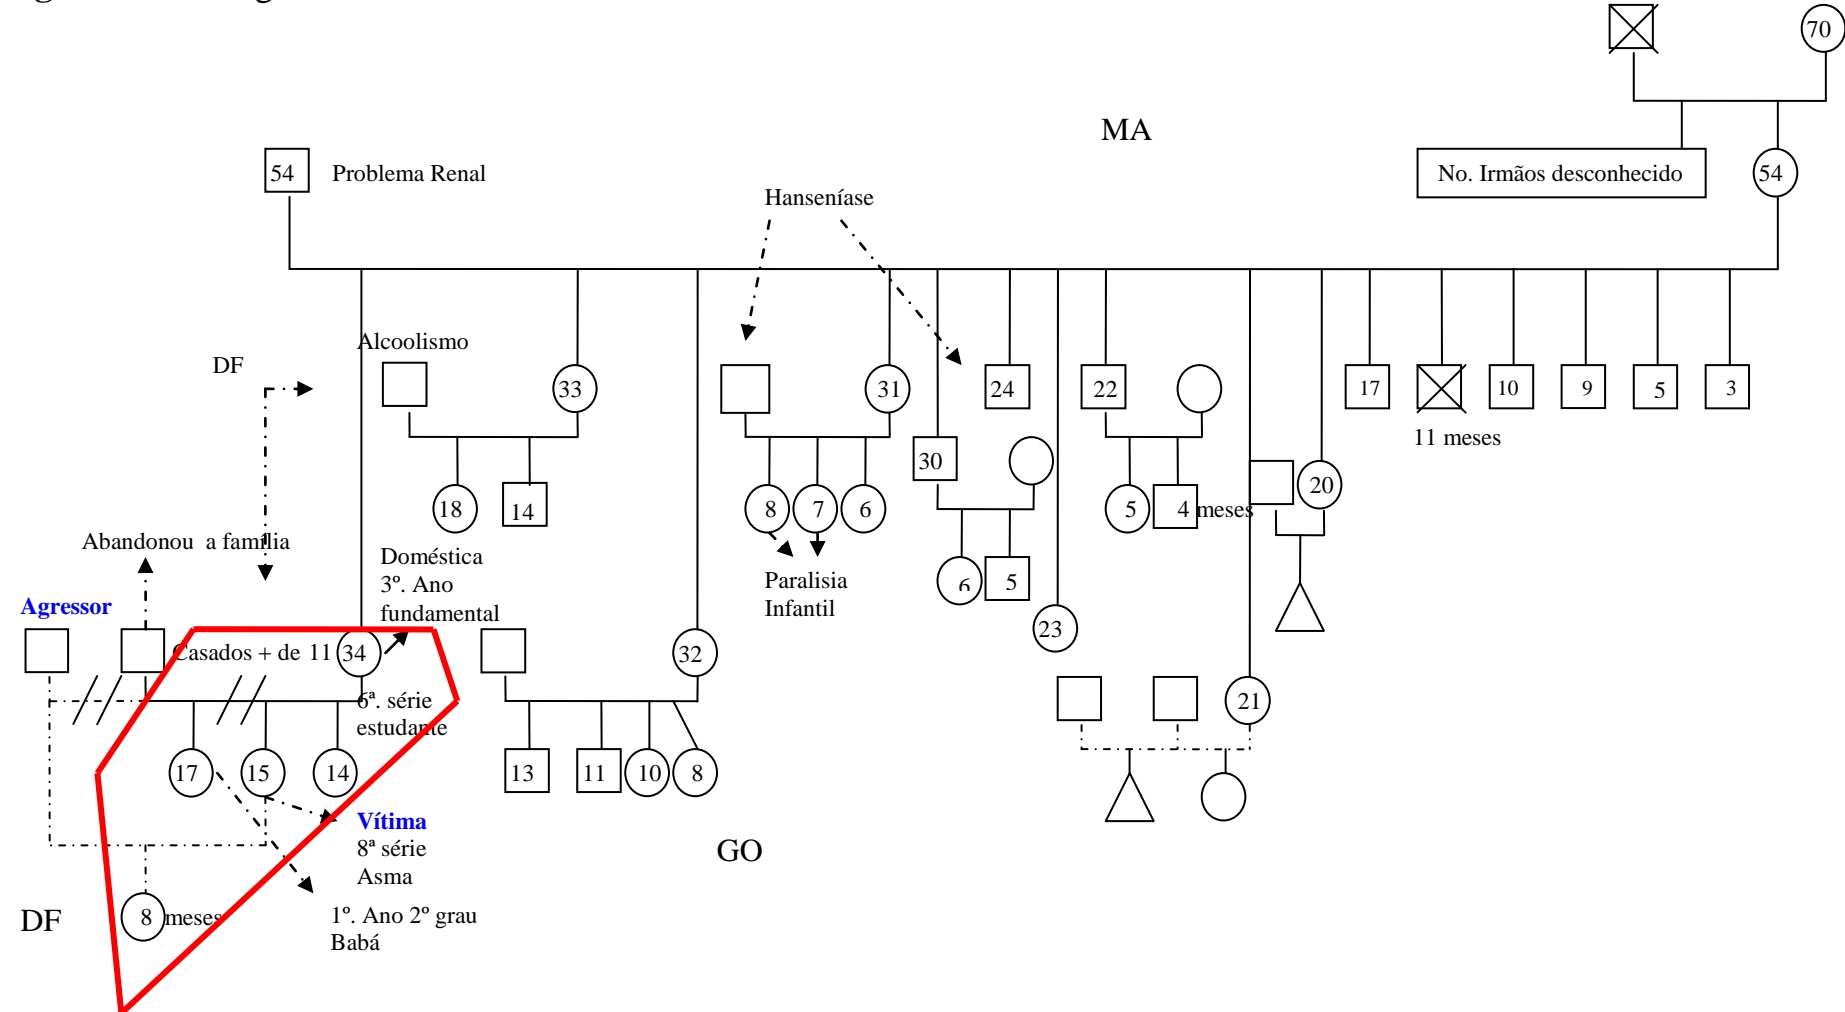 70
MA
54 Problema Renal
No. Irmãos desconhecido
54
Hanseníase
Alcoolismo
DF
33
31
24
22
17
10
9
5
3
11 meses
30
20
18
14
8
7
6
5
4 meses
Abandonou a família
Doméstica
3º. Ano
fundamental
Paralisia
Infantil
6
5
Agressor
23
Casados + de 11
34
32
6ª. série
estudante
21
17
15
14
13
11
10
8
Vítima
8ª série
Asma
GO
8 meses
DF
1º. Ano 2º grau
Babá